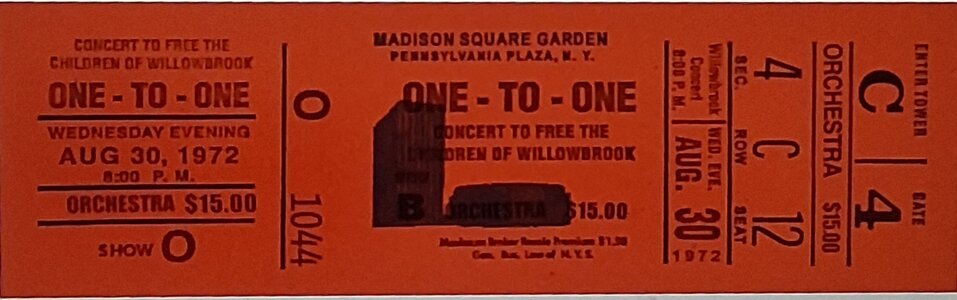 CONCERT TO FREE THE
CHILDREN OF WILLOWBROOK
ONE - TO - ONE
WEDNESDAY EVENING
AUG 30, 1972
8:00 P. M.
ORCHESTRA $15.00
SHOW O
O
1044
MADISON SQUARE GARDEN
PENNSYLVANIA PLAZA, N. Y.
ONE - TO - ONE
CONCERT TO FREE THE
CHILDREN OF WILLOWBROOK
B ORCHESTRA $15.00
Maximum Broker Resale Premium $1.50
Gen. Bus. Law of N.Y.S.
Willowbrook
Concert
8:00 P.M.
WED. EVE.
AUG. 30
1972
SEC. ROW SEAT
4 C 12
ORCHESTRA $15.00
ENTER TOWER GATE
C 4